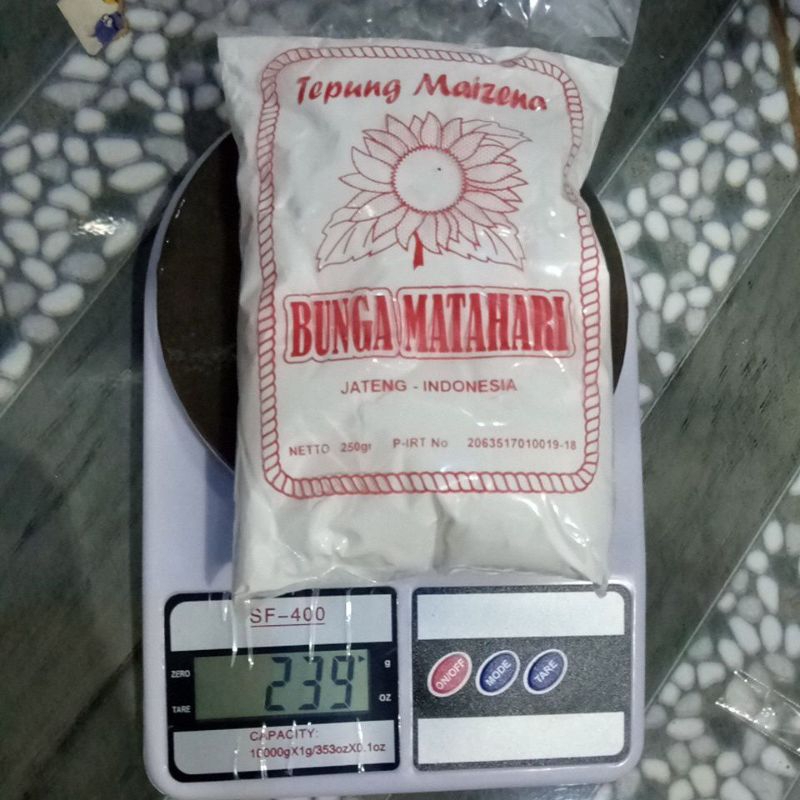 Tepung Maizena
BUNGA MATAHARI
JATENG - INDONESIA
NETTO 250gr P-IRT No 2063517010019-18
SF-400
ZERO
239
g
TARE
OZ
CAPACITY:
10000gX1g/353ozX0.1oz
ON/OFF
MODE
TARE